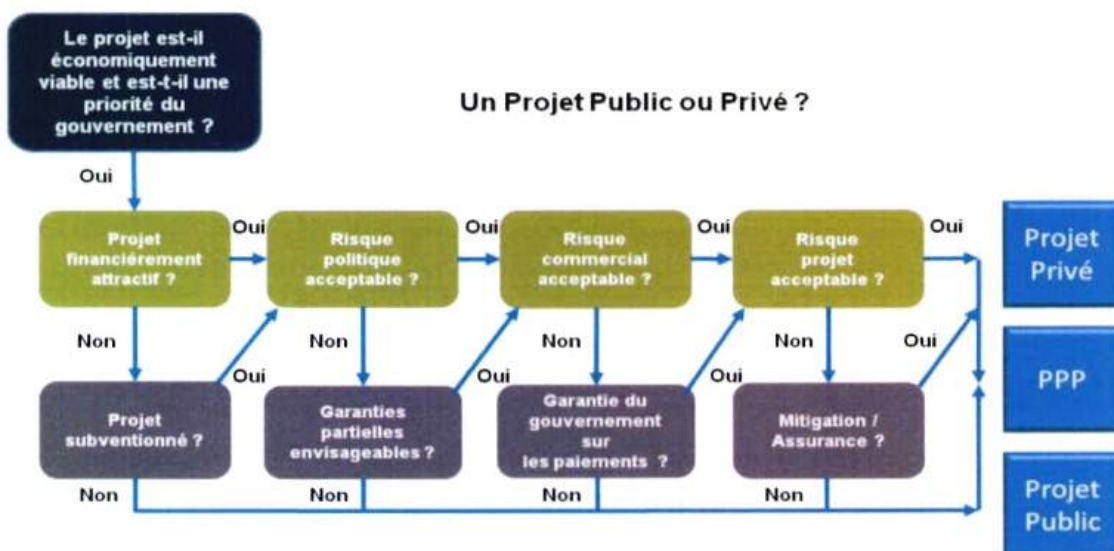 Le projet est-il
économiquement
viable et est-t-il une
priorité du
gouvernement ?
Un Projet Public ou Privé ?
Oui
Projet
financiérement
attractif ?
Oui
Risque
politique
acceptable ?
Oui
Risque
commercial
acceptable ?
Oui
Risque
projet
acceptable ?
Oui
Projet
Privé
Non
Oui
Non
Oui
Non
Oui
Non
Oui
PPP
Projet
subventionné ?
Garanties
partielles
envisageables ?
Garantie du
gouvernement
sur
les paiements ?
Mitigation /
Assurance ?
Non
Non
Non
Non
Projet
Public